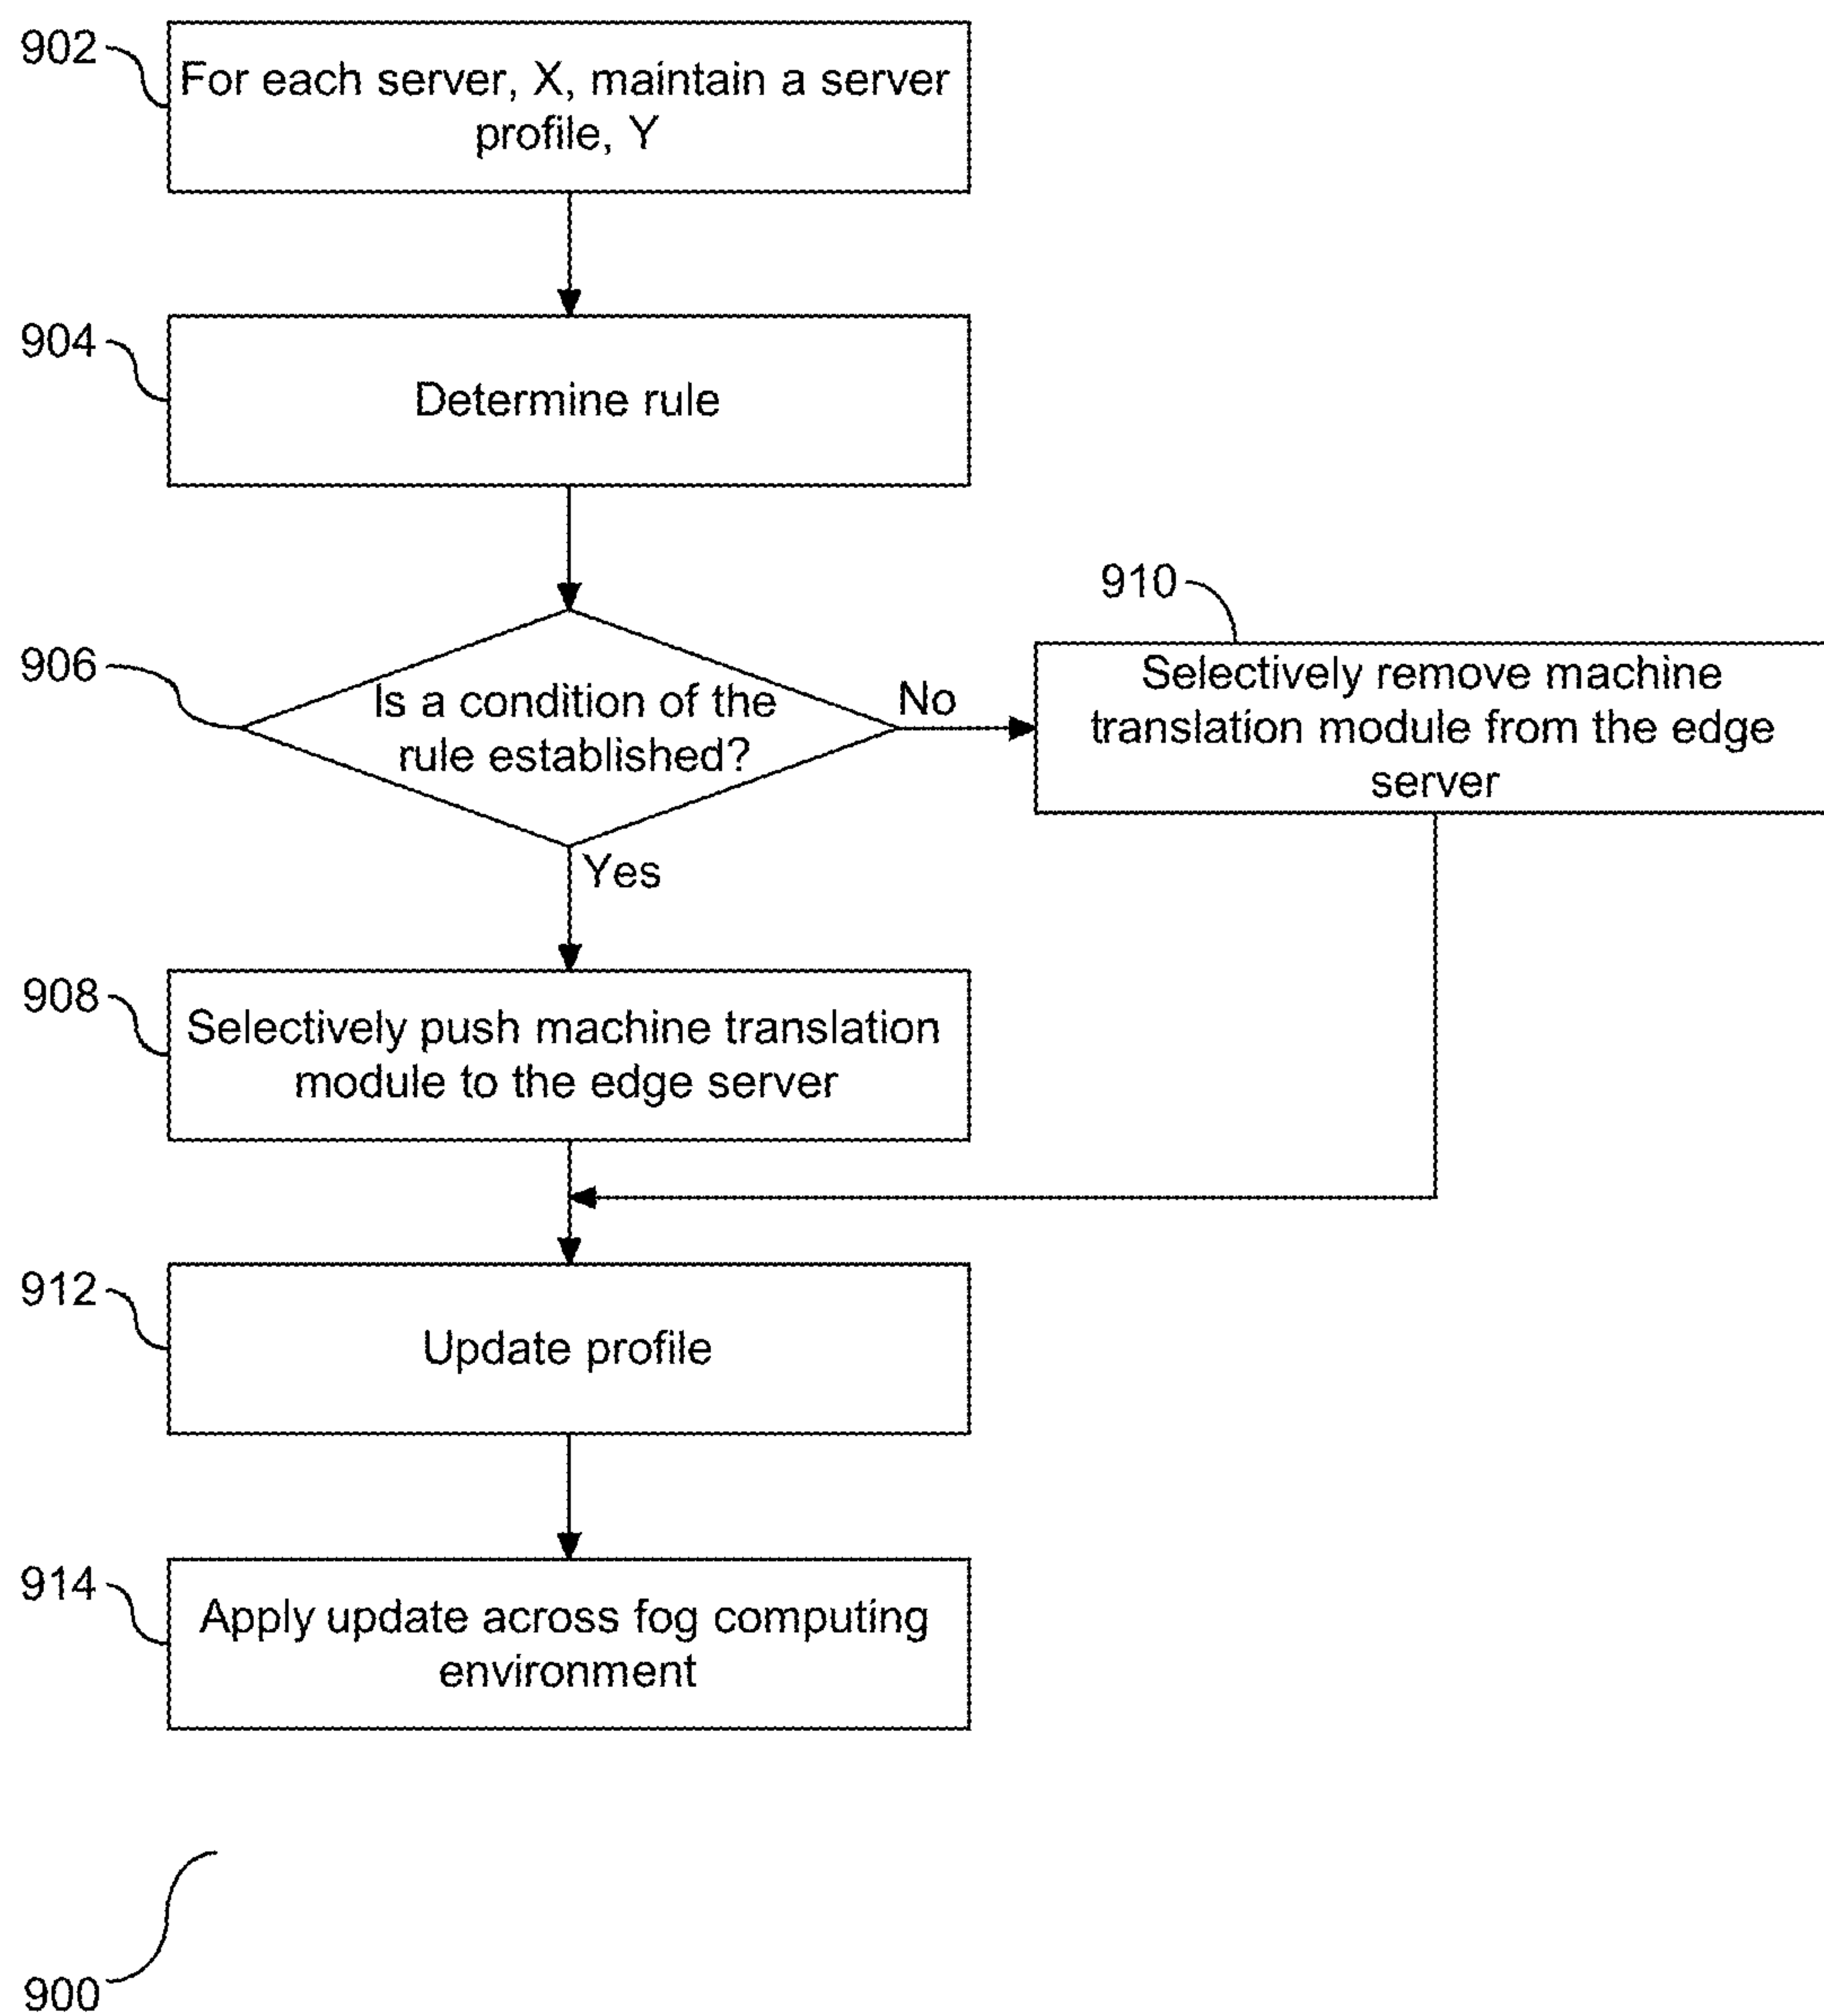 902
For each server, X, maintain a server
profile, Y
904
Determine rule
906
Is a condition of the
rule established?
No
910
Selectively remove machine
translation module from the edge
server
Yes
908
Selectively push machine translation
module to the edge server
912
Update profile
914
Apply update across fog computing
environment
900